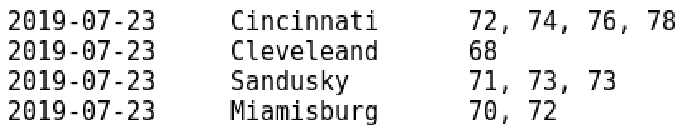 2019-07-23 Cincinnati 72, 74, 76, 78
2019-07-23 Cleveleand 68
2019-07-23 Sandusky 71, 73, 73
2019-07-23 Miamisburg 70, 72